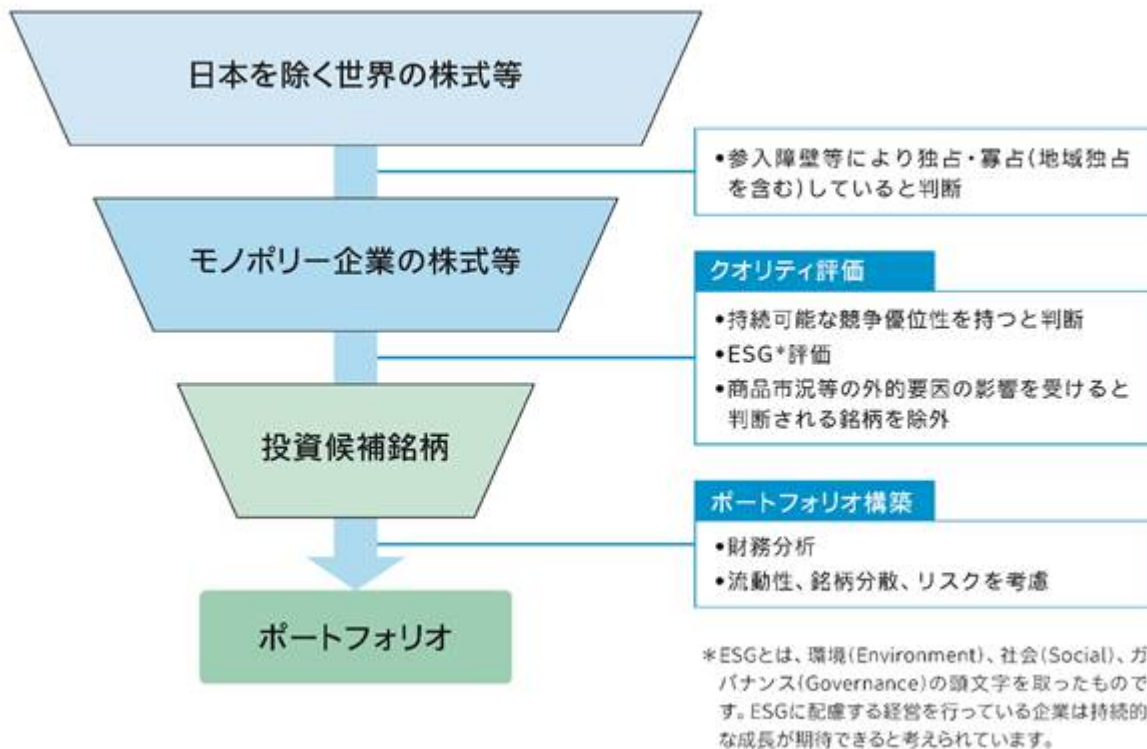 日本を除く世界の株式等
•参入障壁等により独占・寡占(地域独占
を含む)していると判断
モノポリー企業の株式等
クオリティ評価
•持続可能な競争優位性を持つと判断
•ESG*評価
•商品市況等の外的要因の影響を受けると
判断される銘柄を除外
投資候補銘柄
ポートフォリオ構築
•財務分析
•流動性、銘柄分散、リスクを考慮
ポートフォリオ
*ESGとは、環境(Environment)、社会(Social)、ガ
バナンス(Governance)の頭文字を取ったもので
す。ESGに配慮する経営を行っている企業は持続的
な成長が期待できると考えられています。